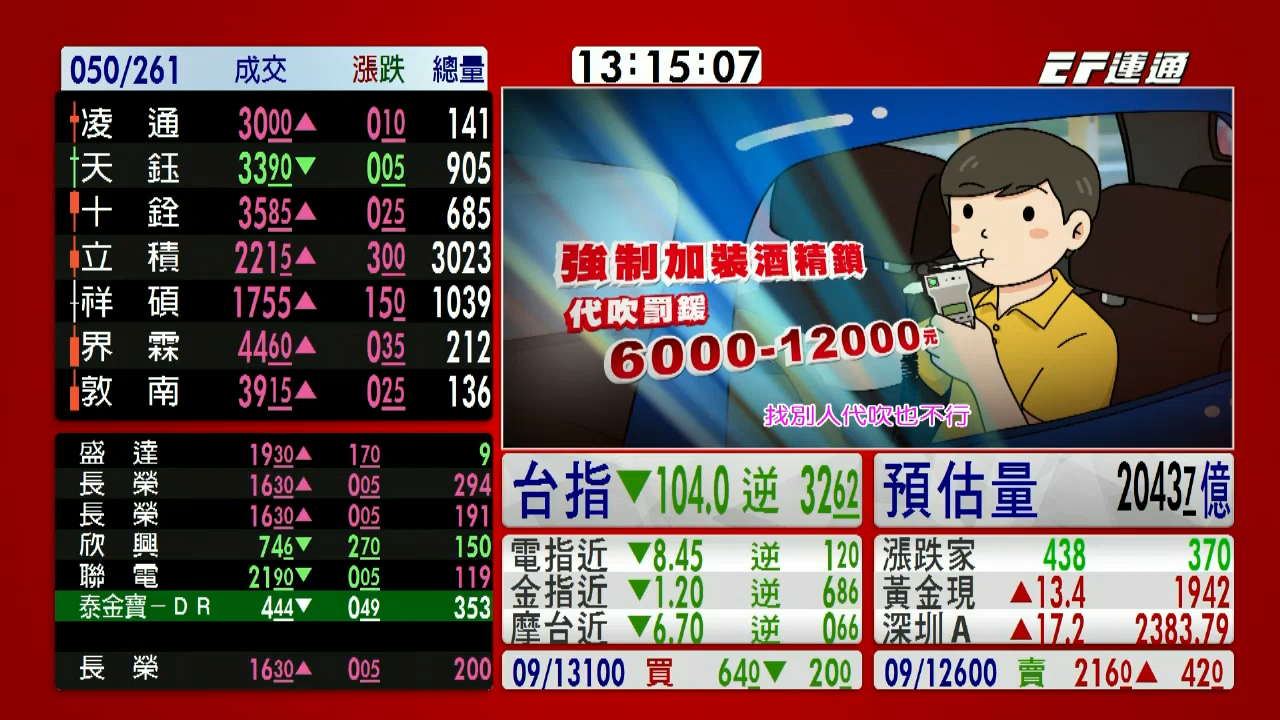 050/261 成交 漲跌 總量
凌通 3000▲ 010 141
天鈺 3390▼ 005 905
十銓 3585▲ 025 685
立積 2215▲ 300 3023
祥碩 1755▲ 150 1039
界霖 4460▲ 035 212
敦南 3915▲ 025 136
盛達 1930▲ 170 9
長榮 1630▲ 005 294
長榮 1630▲ 005 191
欣興 746▼ 270 150
聯電 2190▼ 005 119
泰金寶－DR 444▼ 049 353
長榮 1630▲ 005 200
13:15:07
EF運通
強制加裝酒精鎖
代吹罰鍰
6000-12000元
找別人代吹也不行
台指▼104.0 逆 3262
預估量 20437億
電指近 ▼8.45 逆 120
金指近 ▼1.20 逆 686
摩台近 ▼6.70 逆 066
漲跌家 438 370
黃金現 ▲13.4 1942
深圳A ▲17.2 2383.79
09/13100 買 640▼ 200
09/12600 賣 2160▲ 420